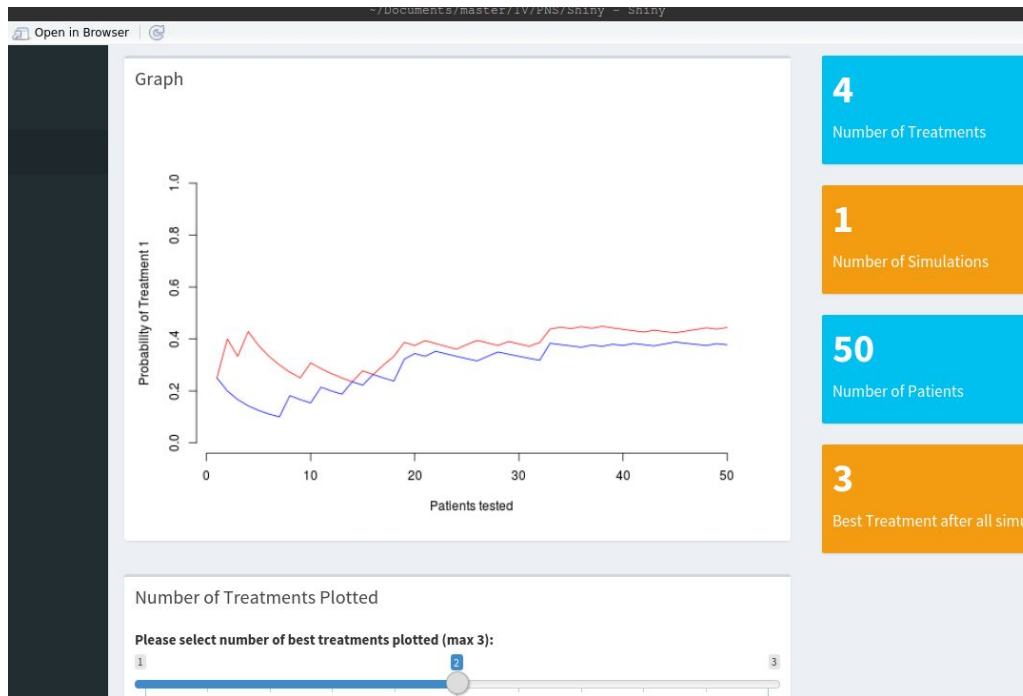 ~/Documents/master/IV/PNS/Shiny - Shiny
Open in Browser
Graph
1.0
0.8
0.6
0.4
0.2
0.0
Probability of Treatment 1
0 10 20 30 40 50
Patients tested
4
Number of Treatments
1
Number of Simulations
50
Number of Patients
3
Best Treatment after all
Number of Treatments Plotted
Please select number of best treatments plotted (max 3):
1 2 3